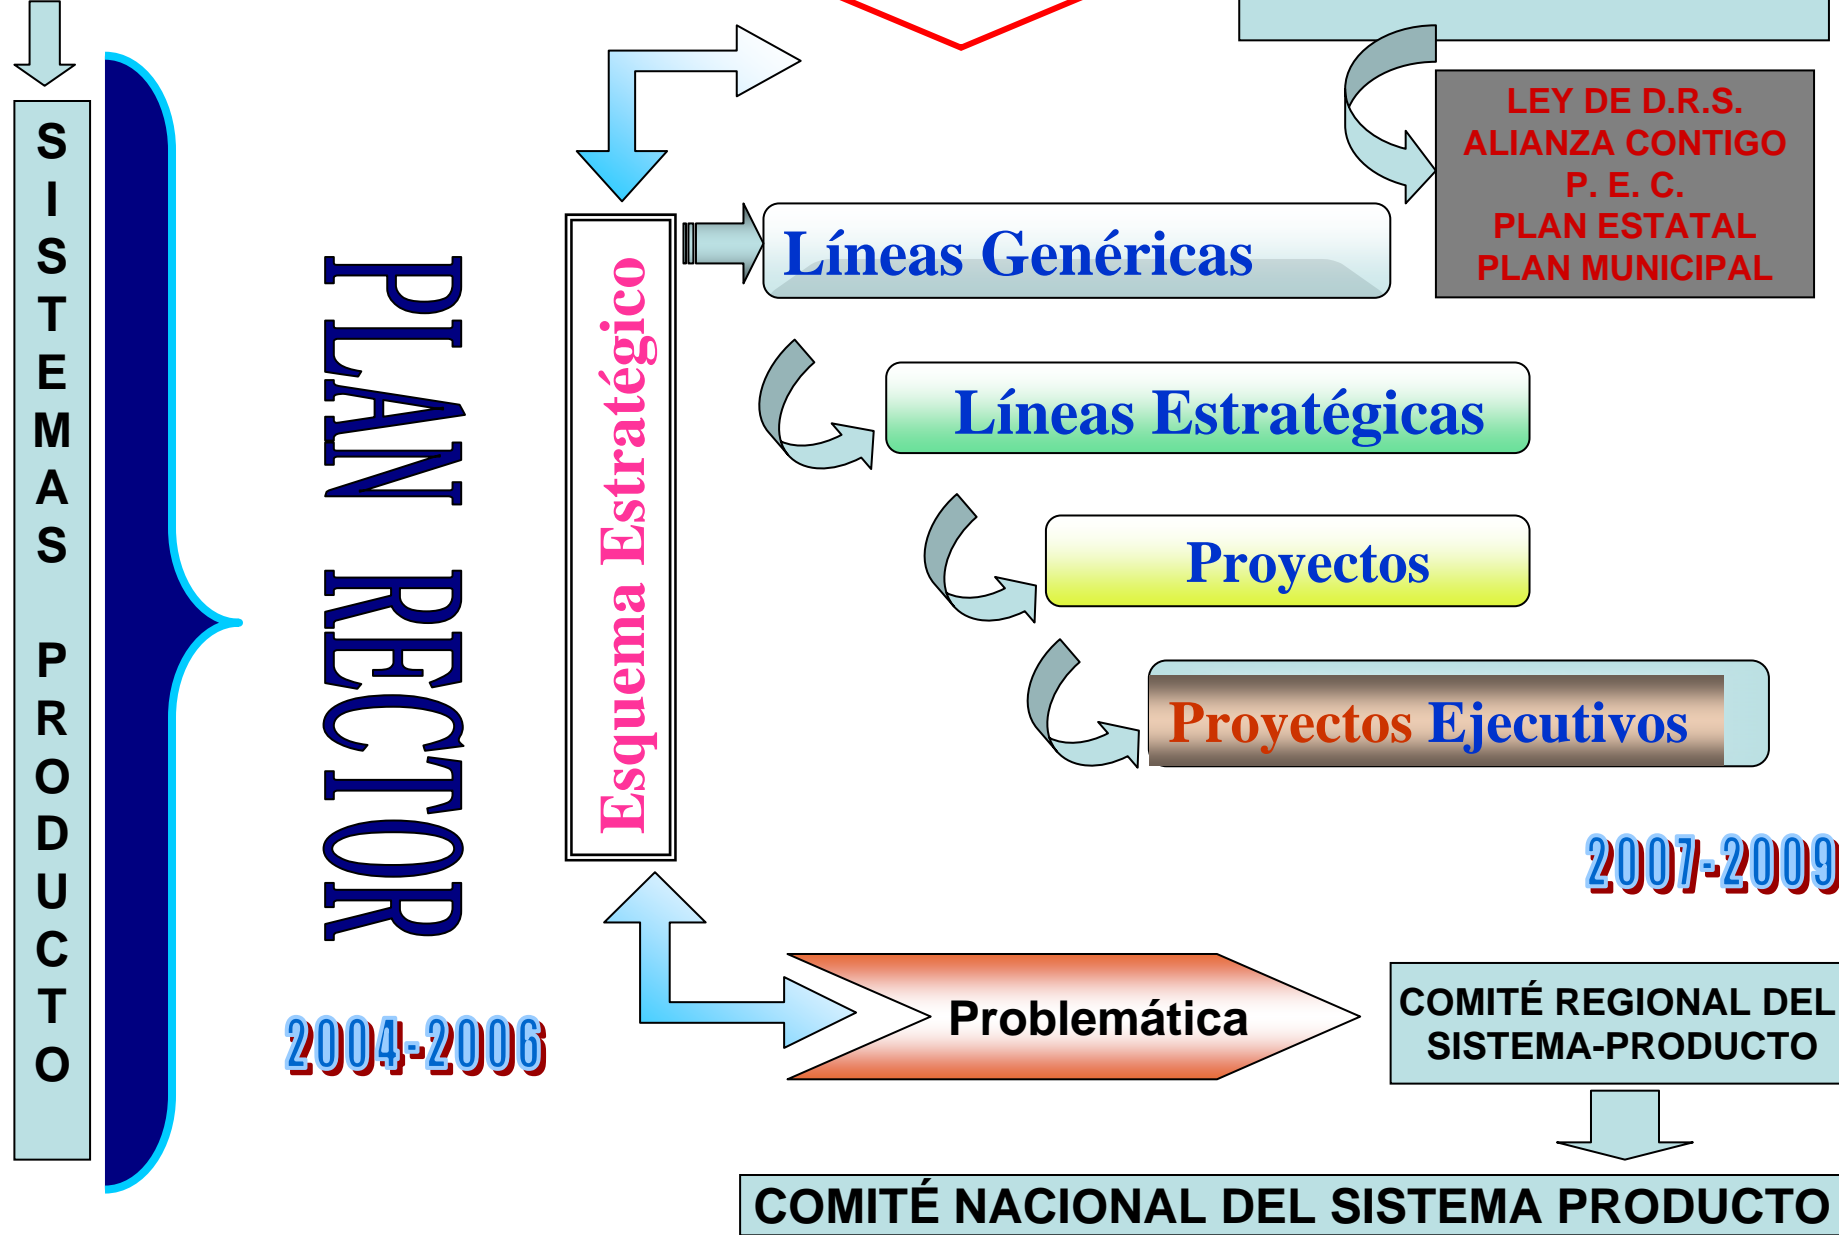 SISTEMAS PRODUCTO
PLAN RECTOR
2004-2006
Esquema Estratégico
LEY DE D.R.S.
ALIANZA CONTIGO
P. E. C.
PLAN ESTATAL
PLAN MUNICIPAL
Líneas Genéricas
Líneas Estratégicas
Proyectos
Proyectos Ejecutivos
2007-2009
Problemática
COMITÉ REGIONAL DEL
SISTEMA-PRODUCTO
COMITÉ NACIONAL DEL SISTEMA PRODUCTO